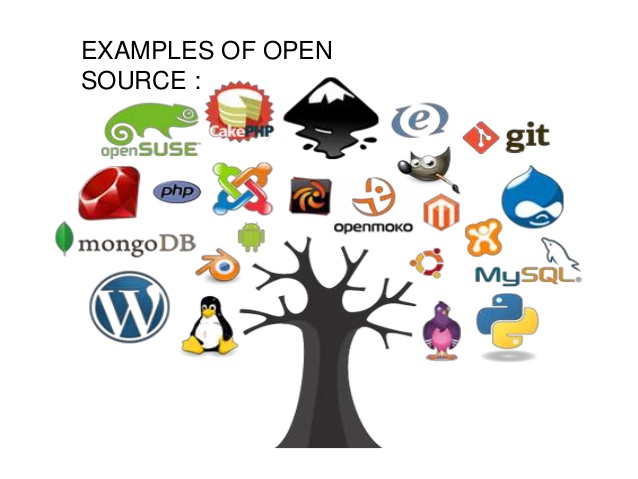 EXAMPLES OF OPEN
SOURCE :
openSUSE
CakePHP
e
git
php
openmoko
mongoDB
MySQL
W